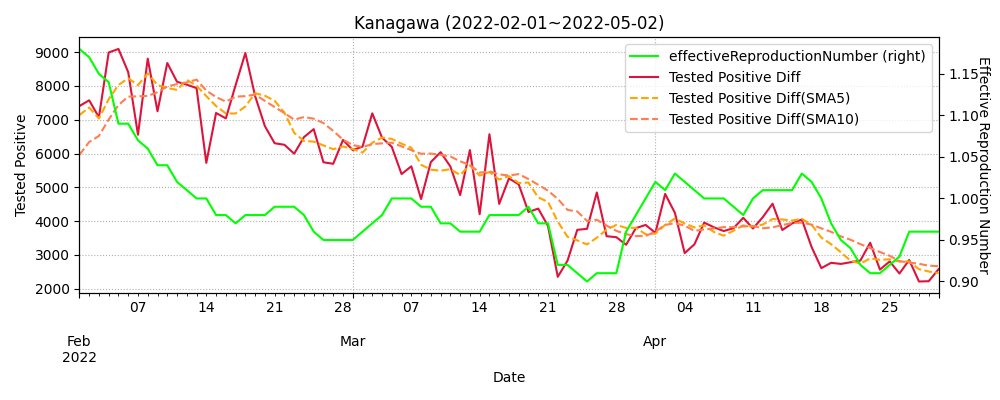 Kanagawa (2022-02-01~2022-05-02)
effectiveReproductionNumber (right)
Tested Positive Diff
Tested Positive Diff(SMA5)
Tested Positive Diff(SMA10)
Tested Positive
9000
8000
7000
6000
5000
4000
3000
2000
Effective Reproduction Number
1.15
1.10
1.05
1.00
0.95
0.90
07 14 21 28 07 14 21 28 04 11 18 25
Feb Mar Apr
2022
Date